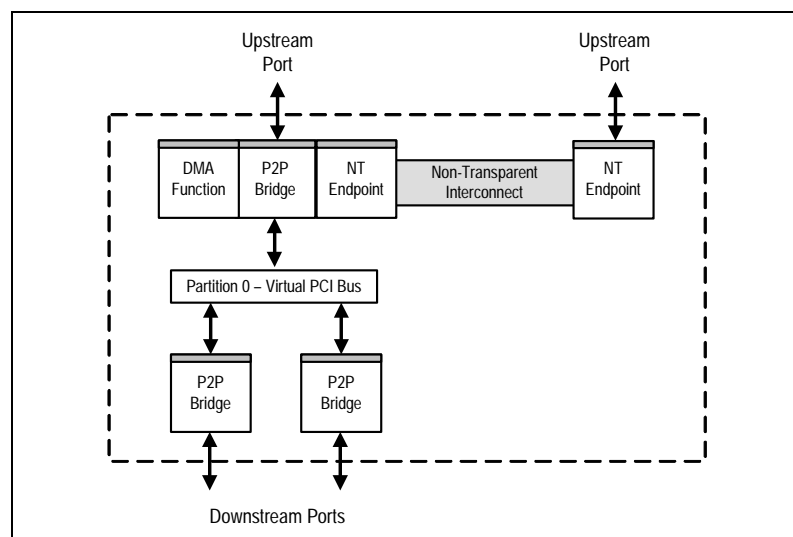 Upstream
Port
Upstream
Port
DMA
Function
P2P
Bridge
NT
Endpoint
Non-Transparent
Interconnect
NT
Endpoint
Partition 0 – Virtual PCI Bus
P2P
Bridge
P2P
Bridge
Downstream Ports